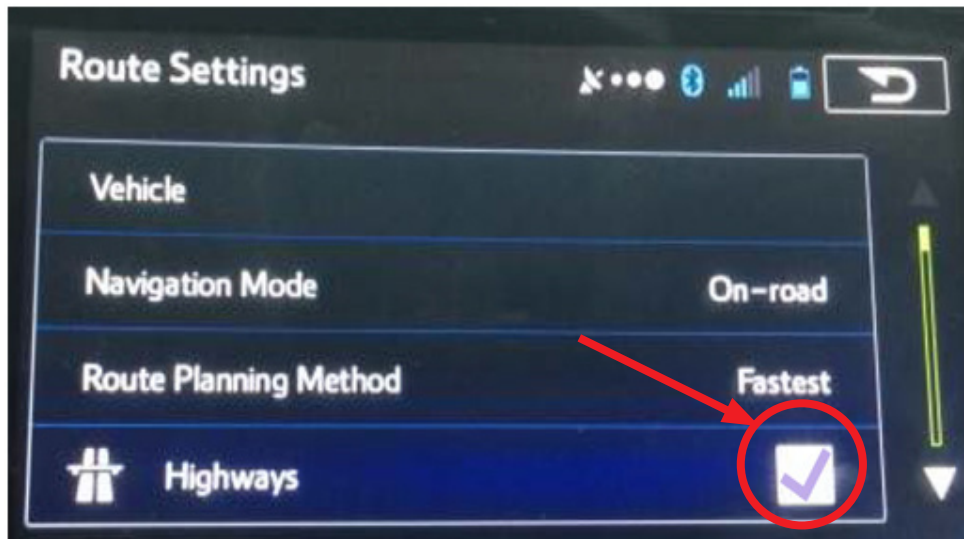 Route Settings
Vehicle
Navigation Mode On-road
Route Planning Method Fastest
Highways